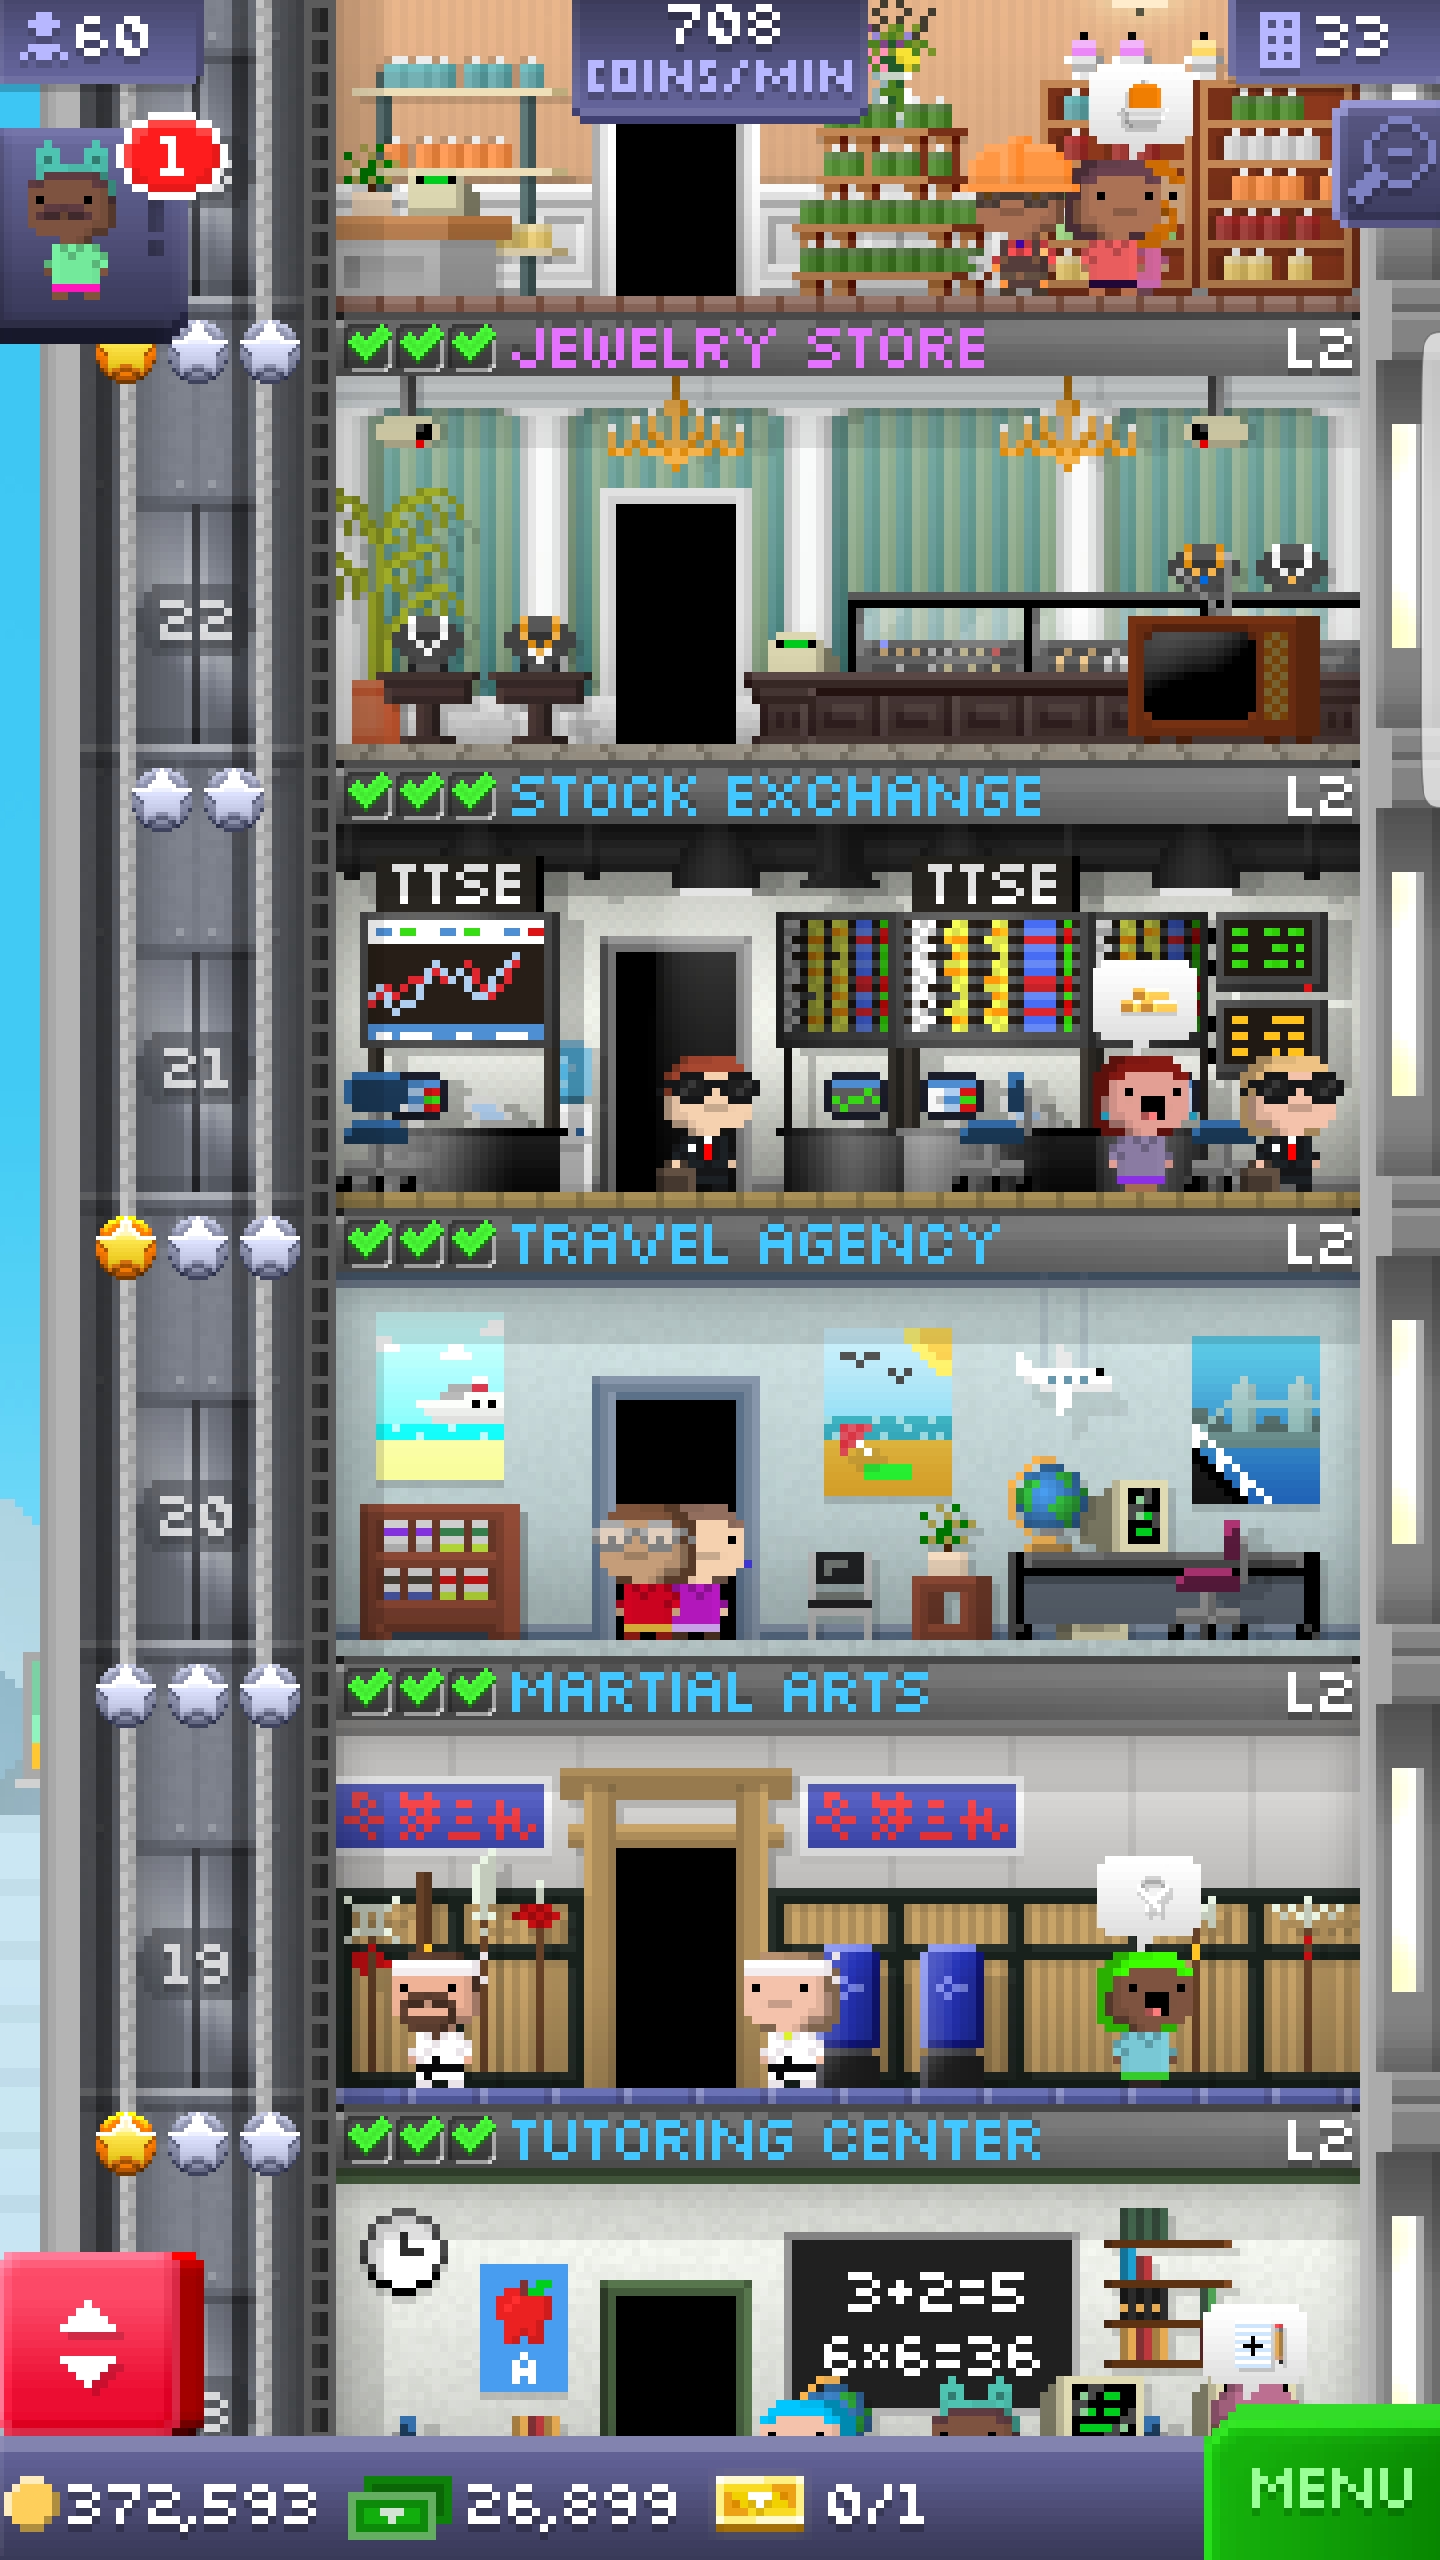 60
708
COINS/MIN
33
1
JEWELRY STORE
L2
22
STOCK EXCHANGE
L2
TTSE
TTSE
21
TRAVEL AGENCY
L2
20
MARTIAL ARTS
L2
19
TUTORING CENTER
L2
3+2=5
6×6=36
A
372,593
26,899
0/1
MENU